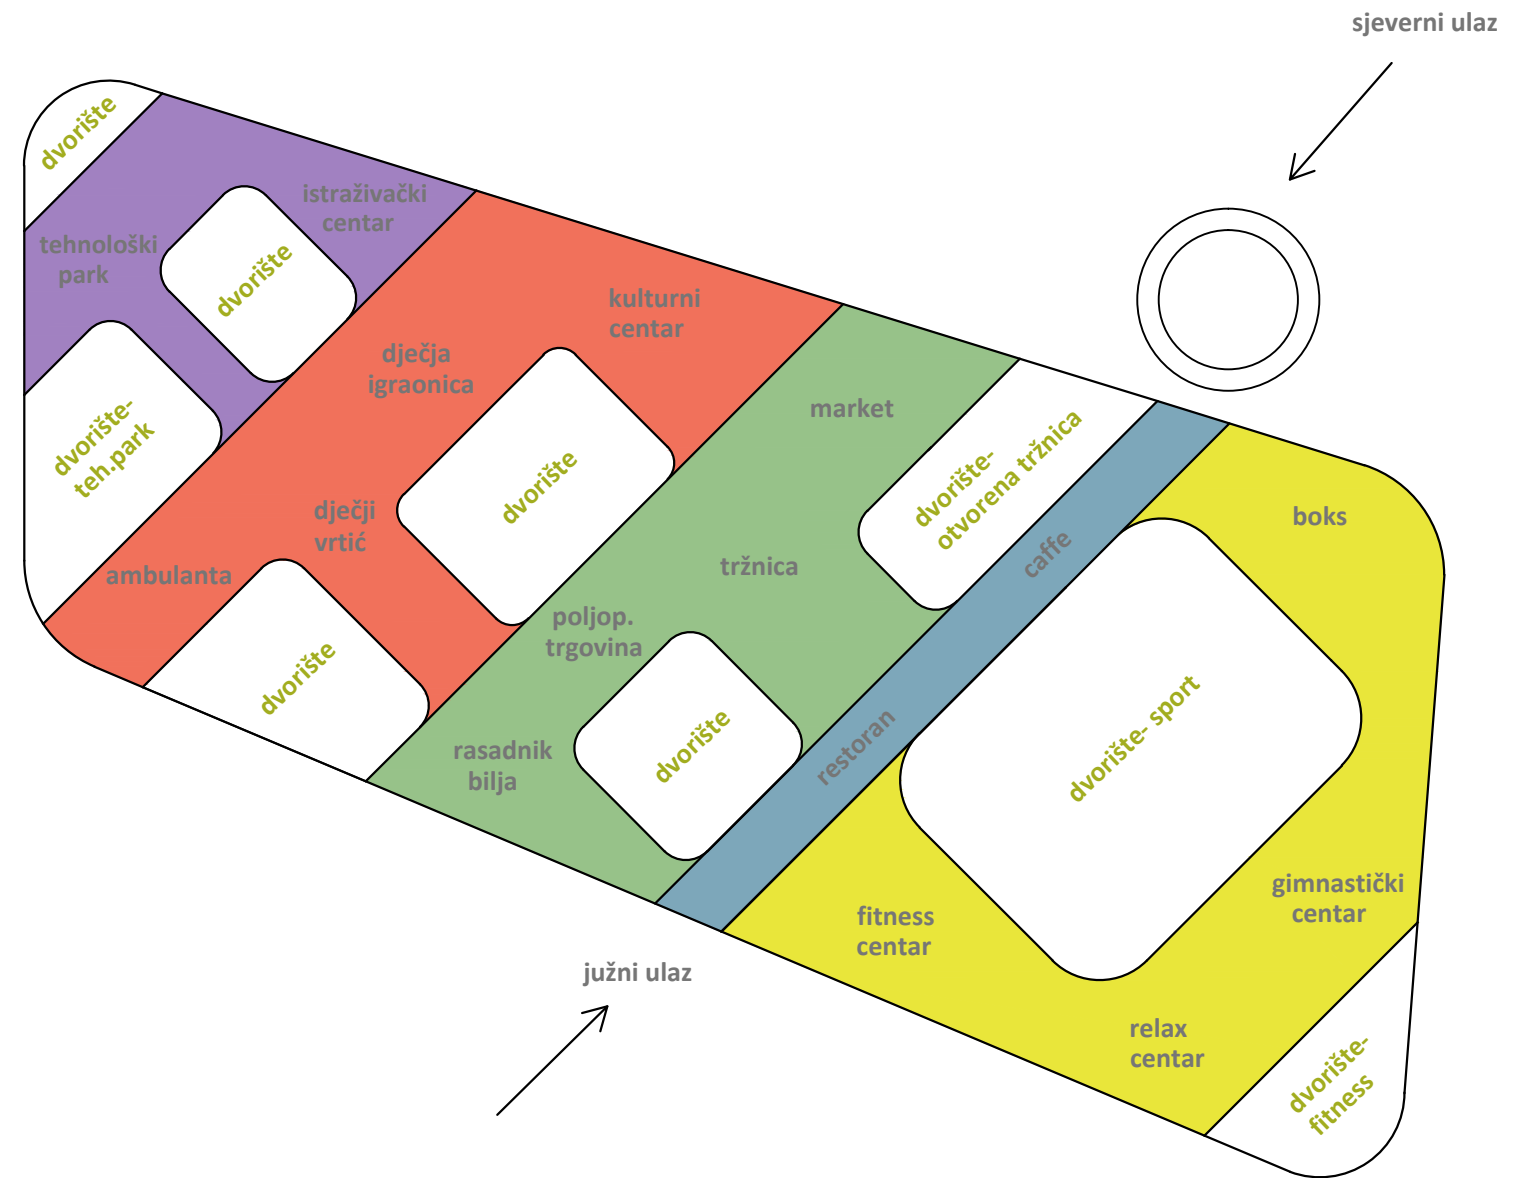 sjeverni ulaz
dvorište
istraživački
centar
tehnološki
park
dvorište
kulturni
centar
dječja
igraonica
dvorište-
teh.park
market
dvorište-
otvorena tržnica
dvorište
dječji
vrtić
boks
ambulanta
tržnica
caffe
poljop.
trgovina
dvorište
dvorište- sport
restoran
dvorište
rasadnik
bilja
gimnastički
centar
fitness
centar
južni ulaz
relax
centar
dvorište-
fitness